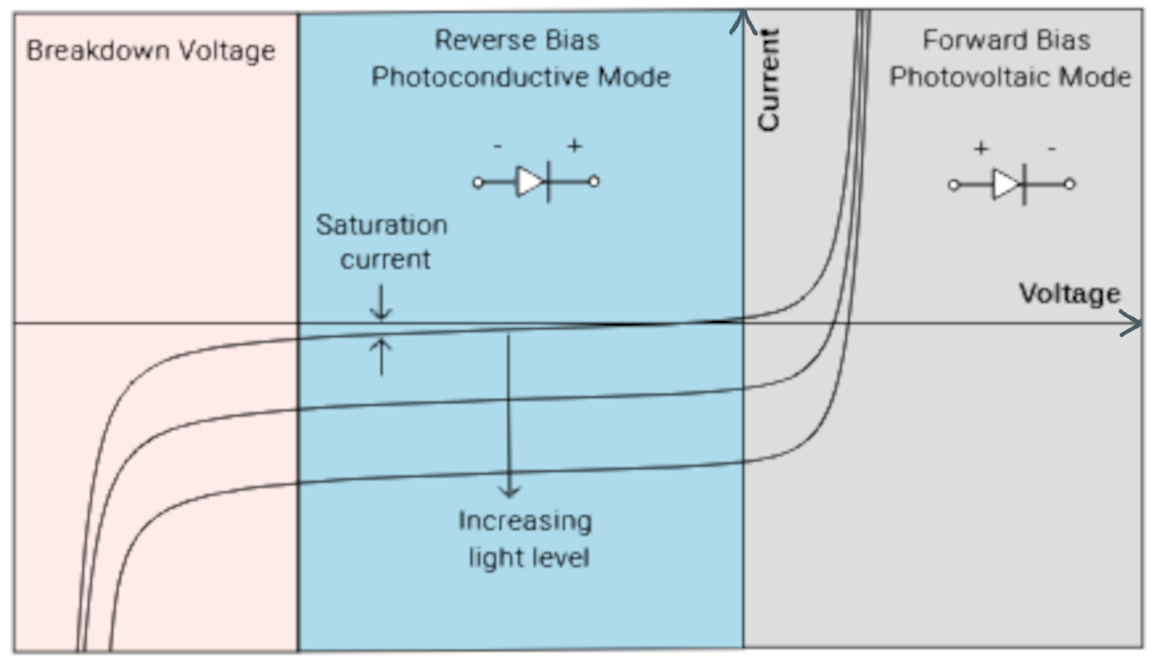 Breakdown Voltage
Reverse Bias
Photoconductive Mode
- +
Saturation
current
Increasing
light level
Current
Forward Bias
Photovoltaic Mode
+ -
Voltage